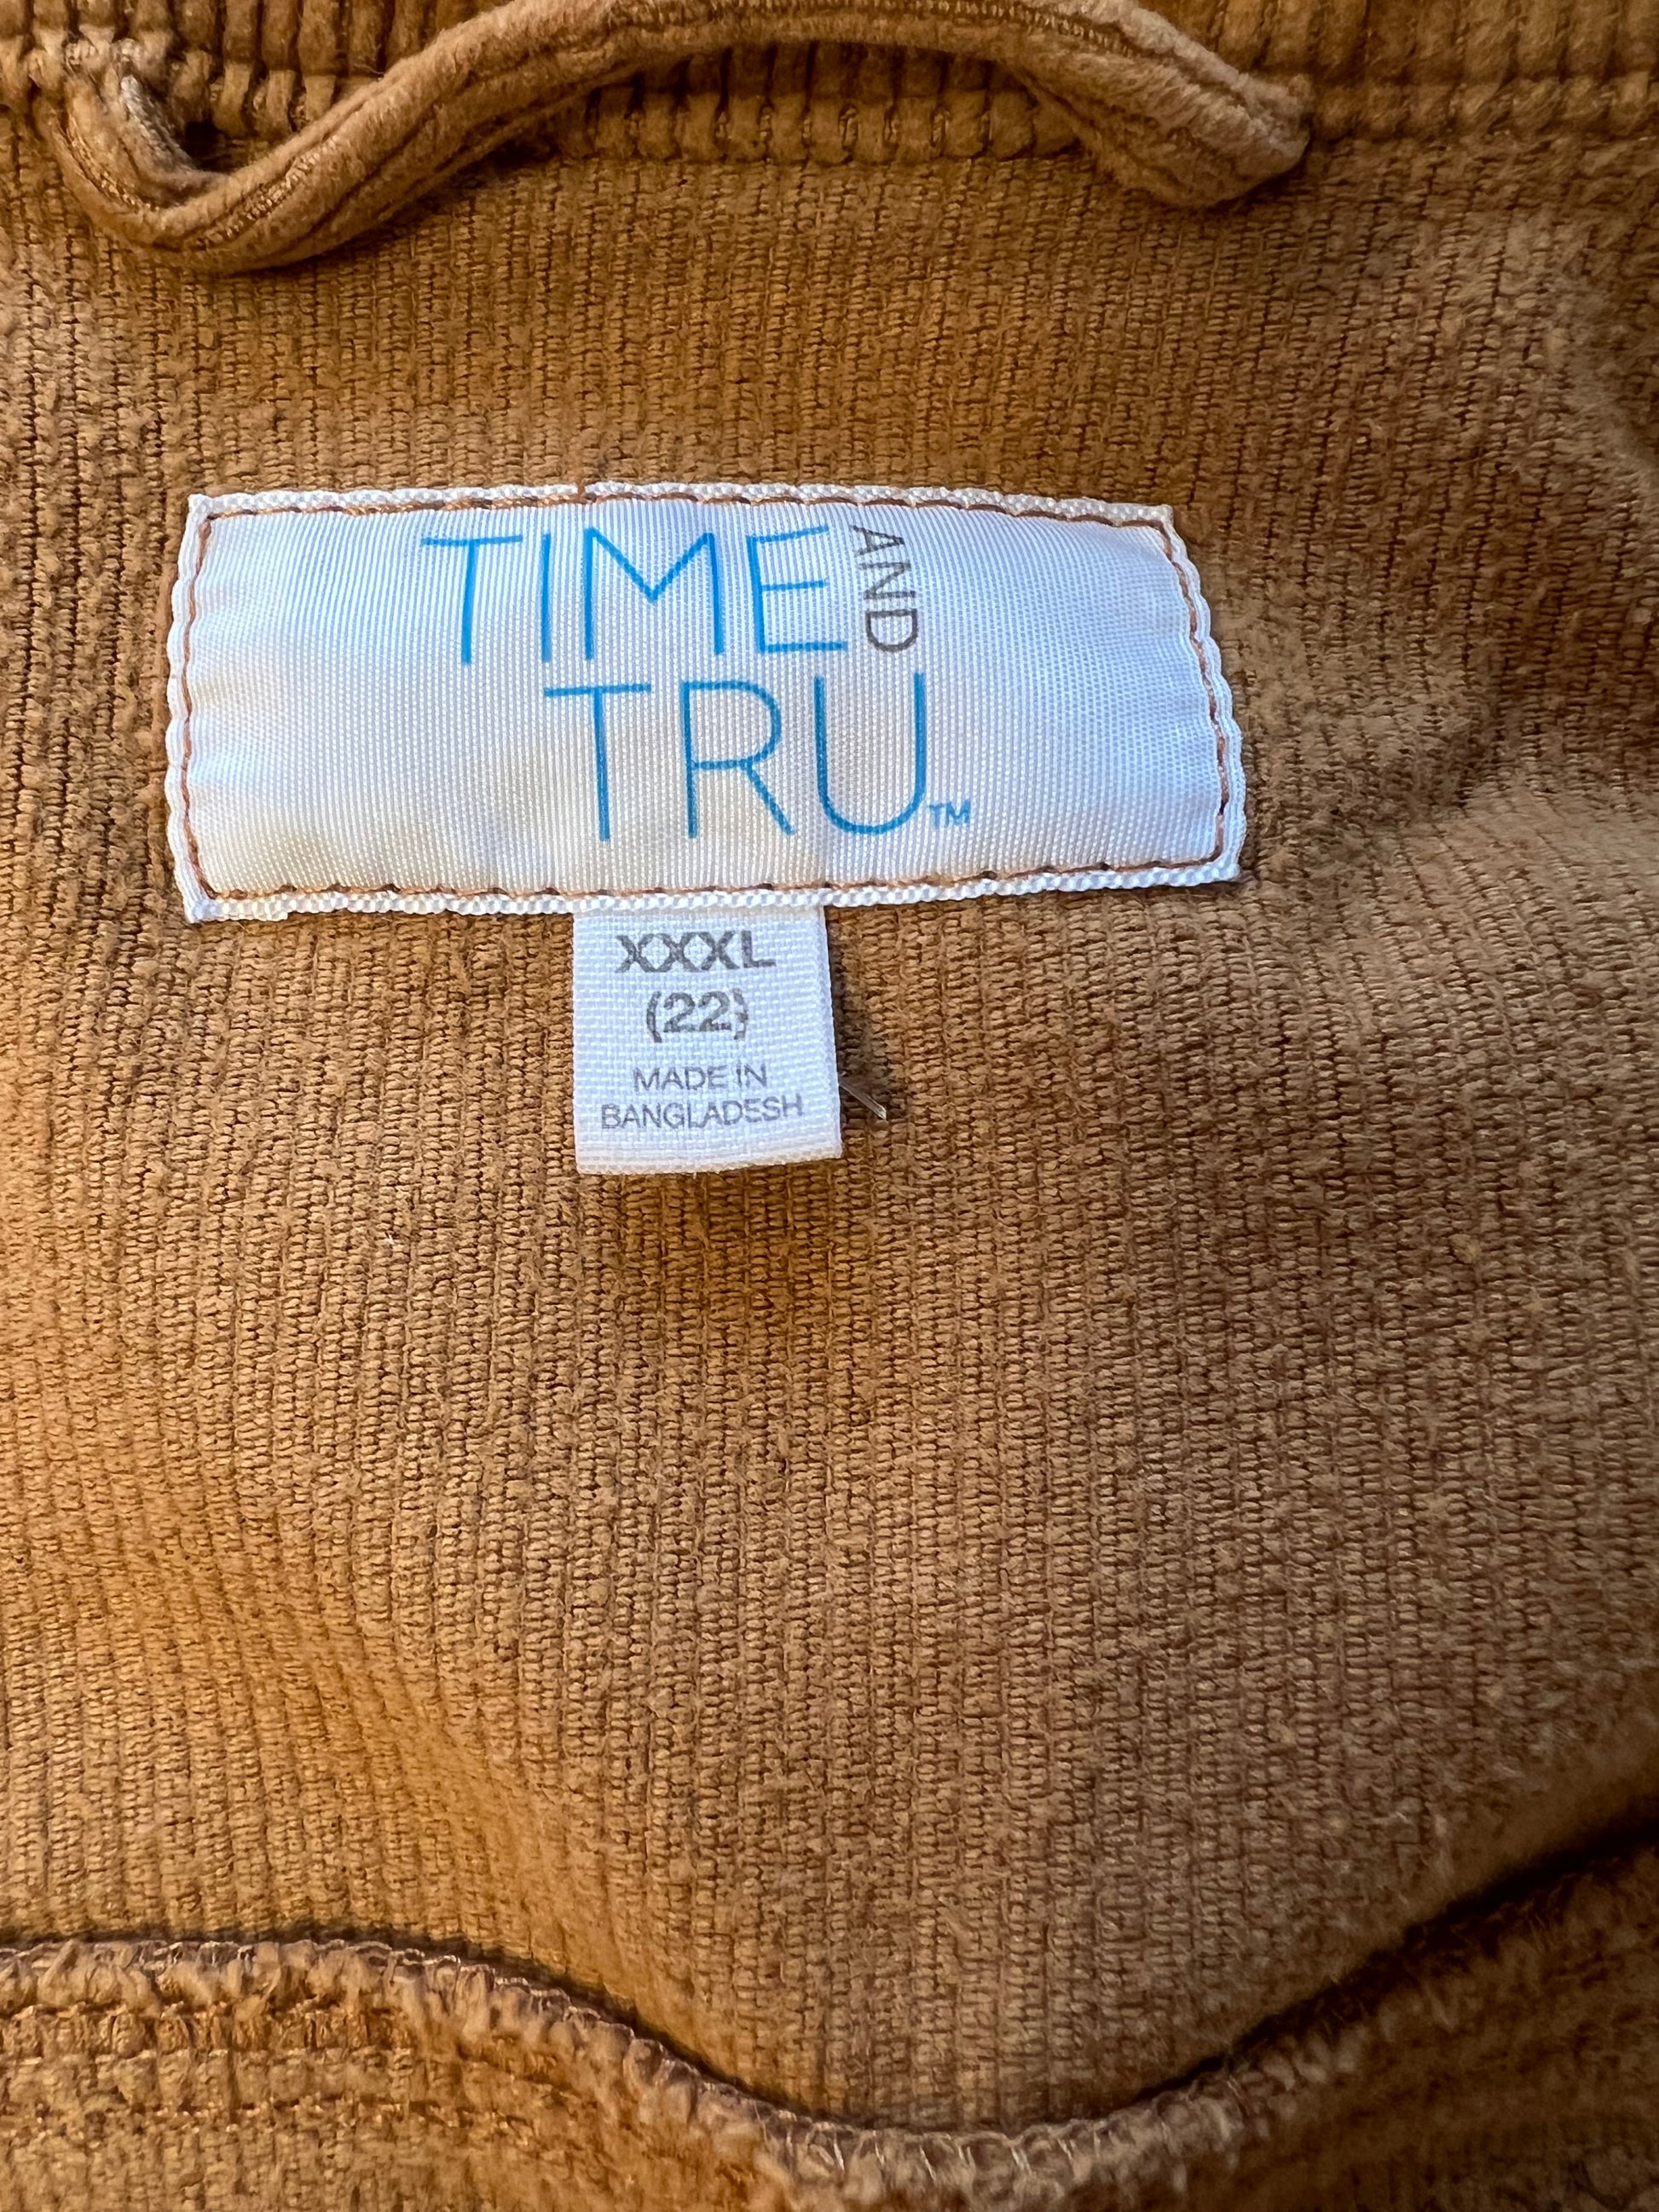 TIME AND
TRU™
XXXL
(22)
MADE IN
BANGLADESH